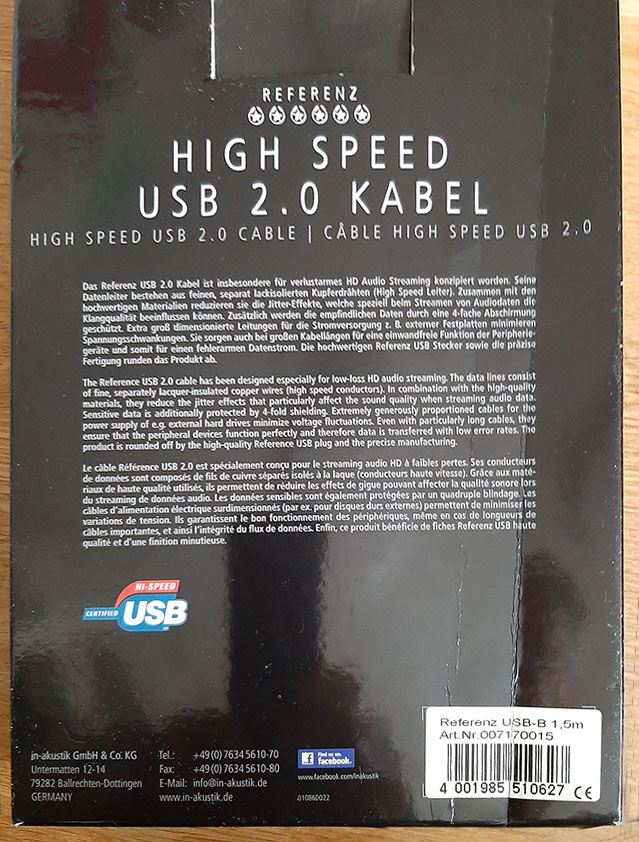 REFERENZ
HIGH SPEED
USB 2.0 KABEL
HIGH SPEED USB 2.0 CABLE | CÂBLE HIGH SPEED USB 2.0
Das Referenz USB 2.0 Kabel ist insbesondere für verlustarmes HD Audio Streaming konzipiert worden. Seine
Datenleiter bestehen aus feinen, separat lackisolierten Kupferdrähten (High Speed Leiter). Zusammen mit den
hochwertigen Materialien reduzieren sie die Jitter-Effekte, welche sie speziell beim Streamen von Audiodaten die
Klangqualität beeinflussen können. Zusätzlich werden die empfindlichen Daten durch eine 4-fache Abschirmung
geschützt. Extra groß dimensionierte Leitungen für die Stromversorgung z. B. externer Festplatten minimieren
Spannungsschwankungen. Sie sorgen auch bei großen Kabellängen für eine einwandfreie Funktion der Peripherie-
geräte und somit für einen fehlerarmen Datenstrom. Die hochwertigen Referenz USB Stecker sowie die präzise
Fertigung runden das Produkt ab.
The Reference USB 2.0 cable has been designed especially for low-loss HD audio streaming. The data lines consist
of fine, separately lacquer-insulated copper wires (high speed conductors). In combination with the high-quality
materials, they reduce the jitter effects that particularly affect the sound quality when streaming audio data.
Sensitive data is additionally protected by 4-fold shielding. Extremely generously proportioned cables for the
power supply of e.g. external hard drives minimize voltage fluctuations. Even with particularly long cables, they
ensure that the peripheral devices function perfectly and therefore data is transferred with low error rates. The
product is rounded off by the high-quality Reference USB plug and the precise manufacturing.
Le câble Référence USB 2.0 est spécialement conçu pour le streaming audio HD à faibles pertes. Ses conducteurs
de données sont composés de fils de cuivre séparés isolés à la laque (conducteurs haute vitesse). Grâce aux maté-
riaux de haute qualité utilisés, ils permettent de réduire les effets de gigue pouvant affecter la qualité sonore lors
du streaming de données audio. Les données sensibles sont également protégées par un quadruple blindage. Les
câbles d'alimentation électrique surdimensionnés (par ex. pour disques durs externes) permettent de minimiser les
variations de tension. Ils garantissent le bon fonctionnement des périphériques, même en cas de longueurs de
câbles importantes, et ainsi l'intégrité du flux de données. Enfin, ce produit bénéficie de fiches Referenz USB haute
qualité et d'une finition minutieuse.
HI-SPEED
CERTIFIED USB
in-akustik GmbH & Co. KG
Untermatten 12-14
79282 Ballrechten-Dottingen
GERMANY
Tel.: +49(0) 7634 5610-70
Fax: +49(0) 7634 5610-80
E-Mail: info@in-akustik.de
www.in-akustik.de
Find us on
facebook.
www.facebook.com/inakustik
.01086D022
Referenz USB-B 1,5m
Art.Nr.007170015
4 001985 510627 CE